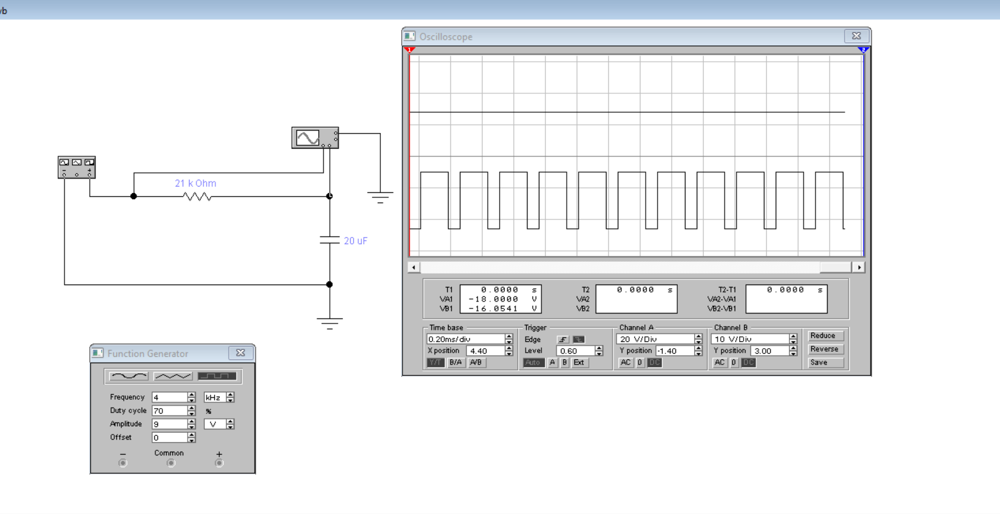 vb
Oscilloscope
1
2
21 k Ohm
20 uF
T1 0.0000 s
VA1 -18.0000 V
VB1 -16.0541 V
T2 0.0000 s
VA2
VB2
T2-T1 0.0000 s
VA2-VA1
VB2-VB1
Time base
0.20ms/div
X position 4.40
Y/T B/A A/B
Trigger
Edge
Level 0.60
Auto A B Ext
Channel A
20 V/Div
Y position -1.40
AC 0 DC
Channel B
10 V/Div
Y position 3.00
AC 0 DC
Reduce
Reverse
Save
Function Generator
Frequency 4 kHz
Duty cycle 70 %
Amplitude 9 V
Offset 0
− Common +